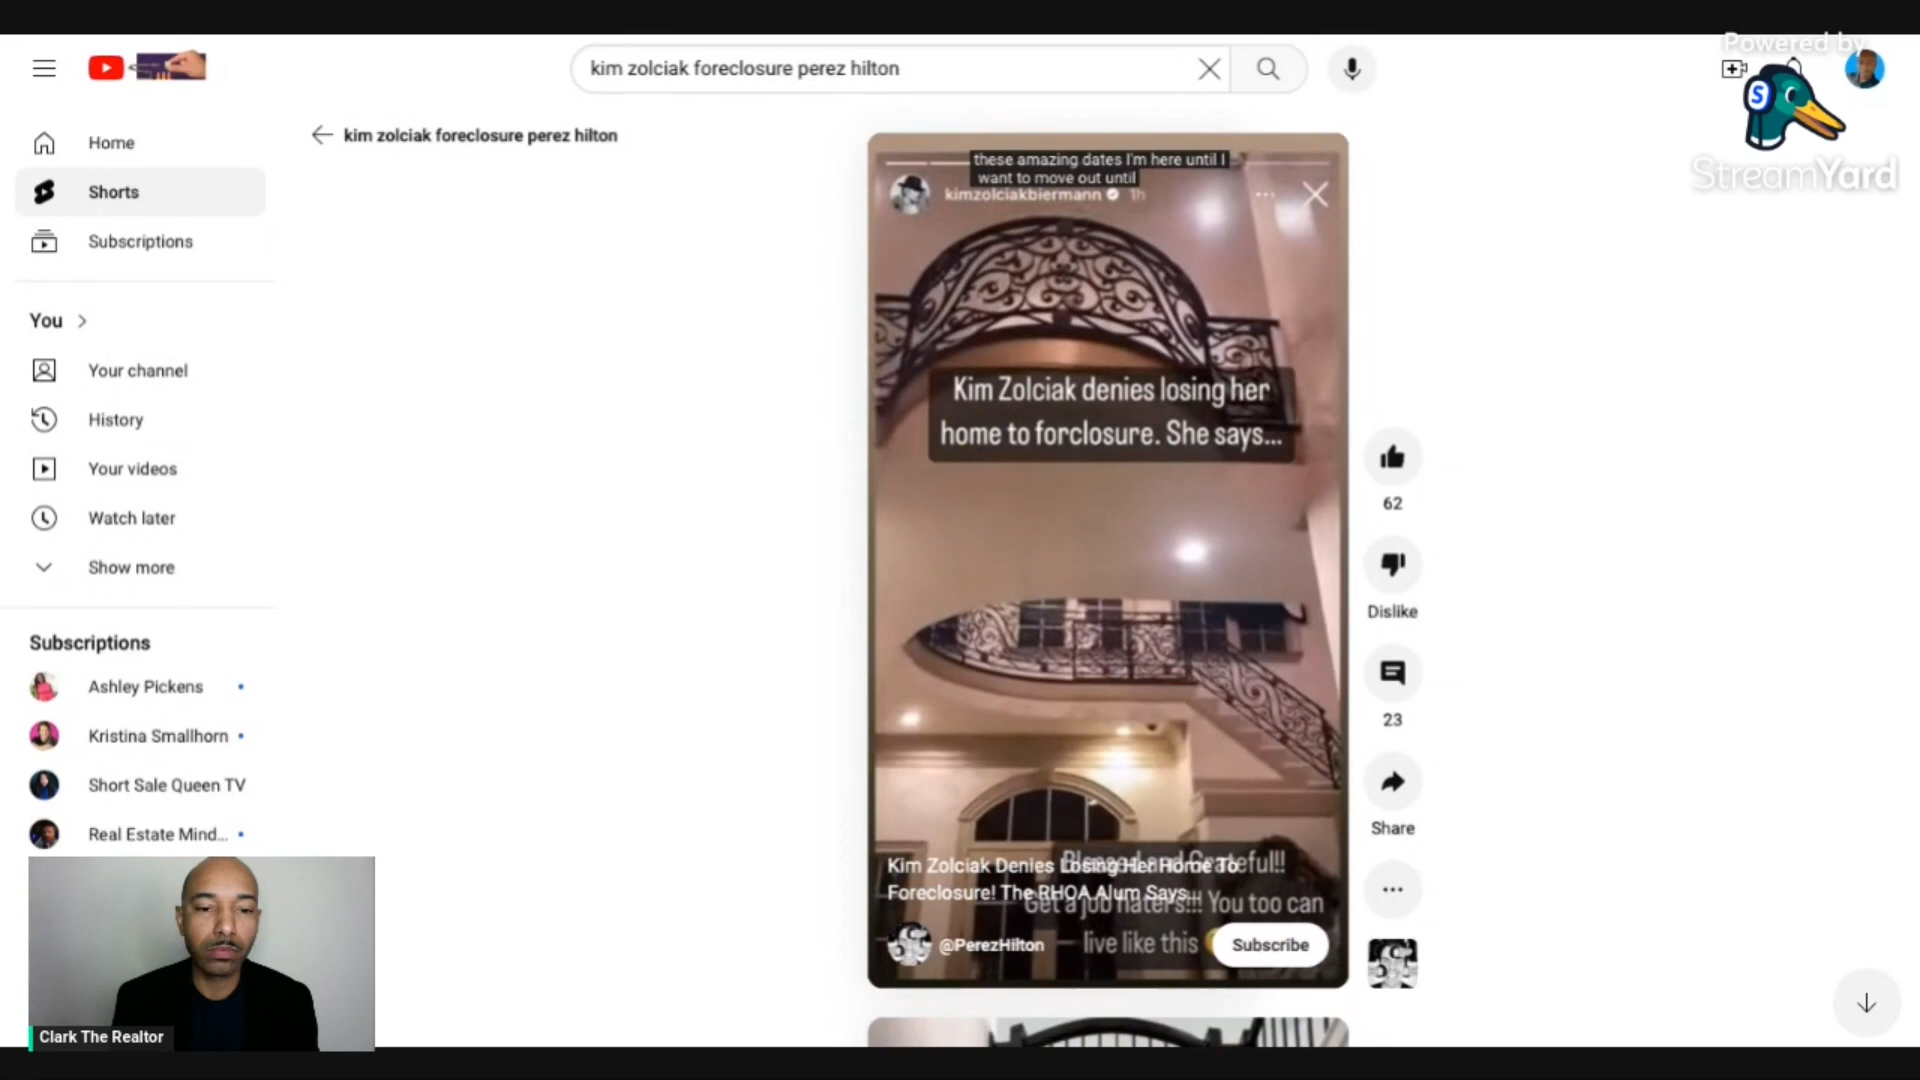 Powered by
StreamYard
kim zolciak foreclosure perez hilton
kim zolciak foreclosure perez hilton
Home
Shorts
Subscriptions
You
Your channel
History
Your videos
Watch later
Show more
Subscriptions
Ashley Pickens
Kristina Smallhorn
Short Sale Queen TV
Real Estate Mind...
Clark The Realtor
these amazing dates I'm here until I
want to move out until
kimzolciakbiermann 1h
Kim Zolciak denies losing her
home to forclosure. She says...
Blessed and Grateful!!
Get a job haters!!! You too can
live like this
Kim Zolciak Denies Losing Her Home To
Foreclosure! The RHOA Alum Says...
@PerezHilton
Subscribe
62
Dislike
23
Share